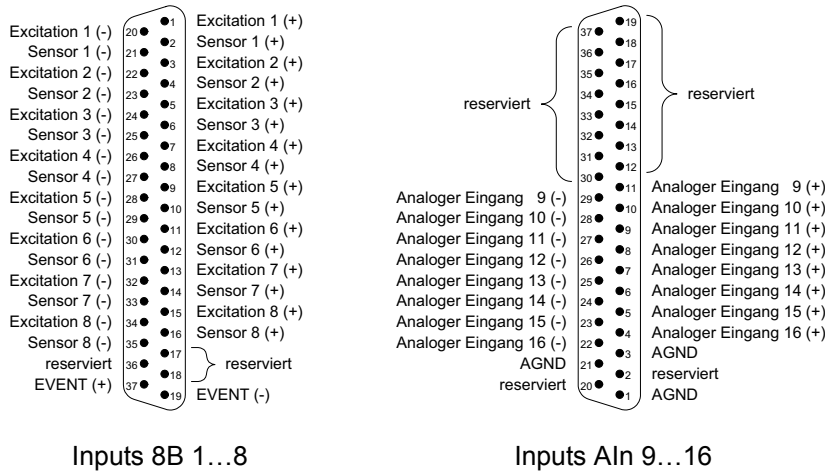 Excitation 1 (-) 20 1 Excitation 1 (+)
Sensor 1 (-) 21 2 Sensor 1 (+)
Excitation 2 (-) 22 3 Excitation 2 (+)
Sensor 2 (-) 23 4 Sensor 2 (+)
Excitation 3 (-) 24 5 Excitation 3 (+)
Sensor 3 (-) 25 6 Sensor 3 (+)
Excitation 4 (-) 26 7 Excitation 4 (+)
Sensor 4 (-) 27 8 Sensor 4 (+)
Excitation 5 (-) 28 9 Excitation 5 (+)
Sensor 5 (-) 29 10 Sensor 5 (+)
Excitation 6 (-) 30 11 Excitation 6 (+)
Sensor 6 (-) 31 12 Sensor 6 (+)
Excitation 7 (-) 32 13 Excitation 7 (+)
Sensor 7 (-) 33 14 Sensor 7 (+)
Excitation 8 (-) 34 15 Excitation 8 (+)
Sensor 8 (-) 35 16 Sensor 8 (+)
reserviert 36 17 reserviert
EVENT (+) 37 18
19 EVENT (-)
Inputs 8B 1…8
19
37 18
36 17
35 16
reserviert 34 15 reserviert
33 14
32 13
31 12
30 11 Analoger Eingang 9 (+)
Analoger Eingang 9 (-) 29 10 Analoger Eingang 10 (+)
Analoger Eingang 10 (-) 28 9 Analoger Eingang 11 (+)
Analoger Eingang 11 (-) 27 8 Analoger Eingang 12 (+)
Analoger Eingang 12 (-) 26 7 Analoger Eingang 13 (+)
Analoger Eingang 13 (-) 25 6 Analoger Eingang 14 (+)
Analoger Eingang 14 (-) 24 5 Analoger Eingang 15 (+)
Analoger Eingang 15 (-) 23 4 Analoger Eingang 16 (+)
Analoger Eingang 16 (-) 22 3 AGND
AGND 21 2 reserviert
reserviert 20 1 AGND
Inputs AIn 9…16